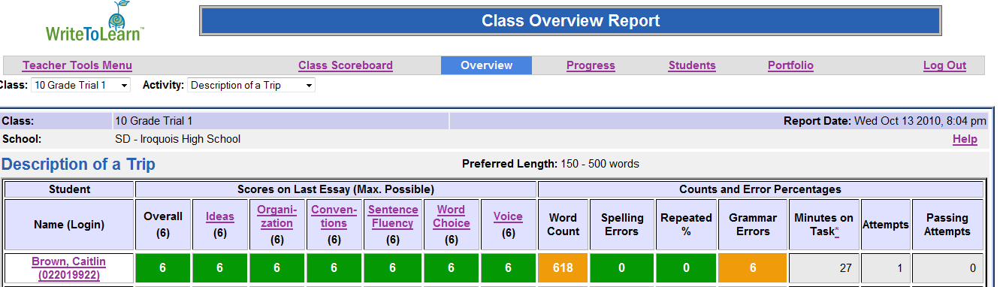 WriteToLearn™
Class Overview Report
Teacher Tools Menu Class Scoreboard Overview Progress Students Portfolio Log Out
Class: 10 Grade Trial 1 Activity: Description of a Trip
Class: 10 Grade Trial 1 Report Date: Wed Oct 13 2010, 8:04 pm
School: SD - Iroquois High School Help
Description of a Trip Preferred Length: 150 - 500 words
Student Scores on Last Essay (Max. Possible) Counts and Error Percentages
Name (Login) Overall (6) Ideas (6) Organi-zation (6) Conven-tions (6) Sentence Fluency (6) Word Choice (6) Voice (6) Word Count Spelling Errors Repeated % Grammar Errors Minutes on Task* Attempts Passing Attempts
Brown, Caitlin (022019922) 6 6 6 6 6 6 6 618 0 0 6 27 1 0